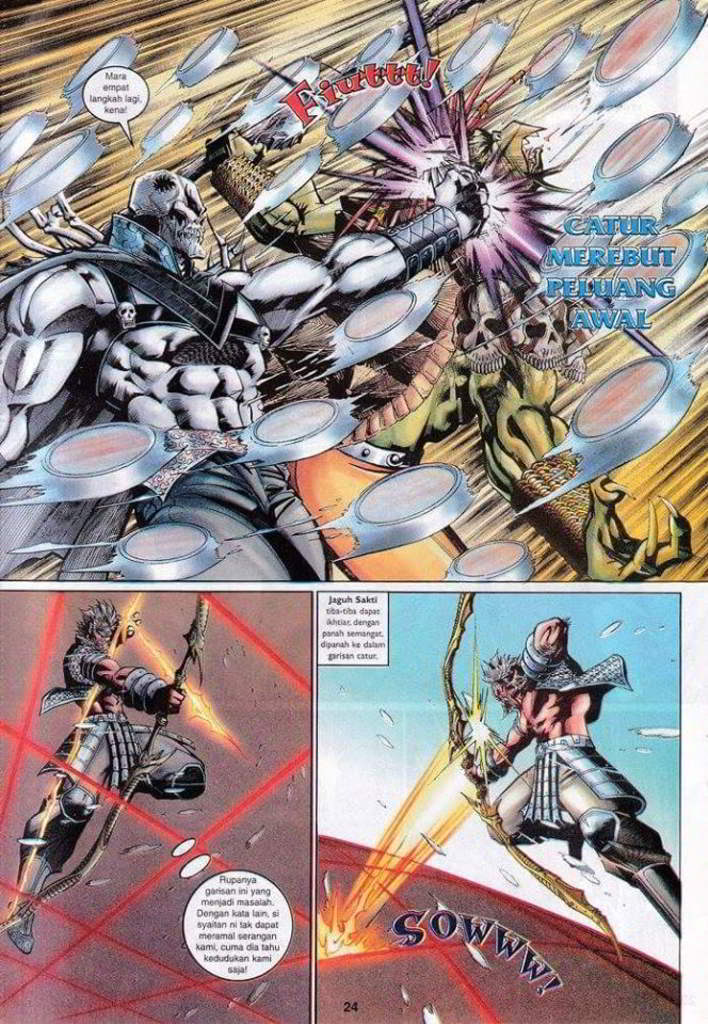 Mara
empat
langkah lagi,
kena!
Fiuttt!
CATUR
MEREBUT
PELUANG
AWAL
Jaguh Sakti
tiba-tiba dapat
ikhtiar, dengan
panah semangat,
dipanah ke dalam
garisan catur.
Rupanya
garisan ini yang
menjadi masalah.
Dengan kata lain, si
syaitan ni tak dapat
meramal serangan
kami, cuma dia tahu
kedudukan kami
saja!
SOWWW!
24